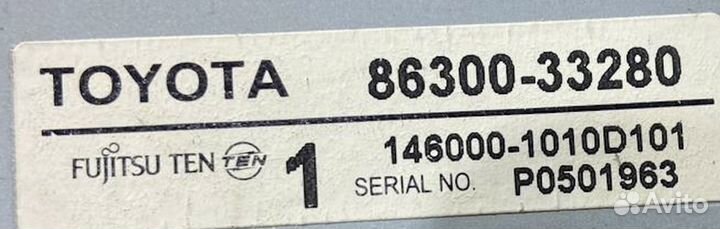 TOYOTA 86300-33280
FUJITSU TEN TEN 1 146000-1010D101
SERIAL NO. P0501963
Avito